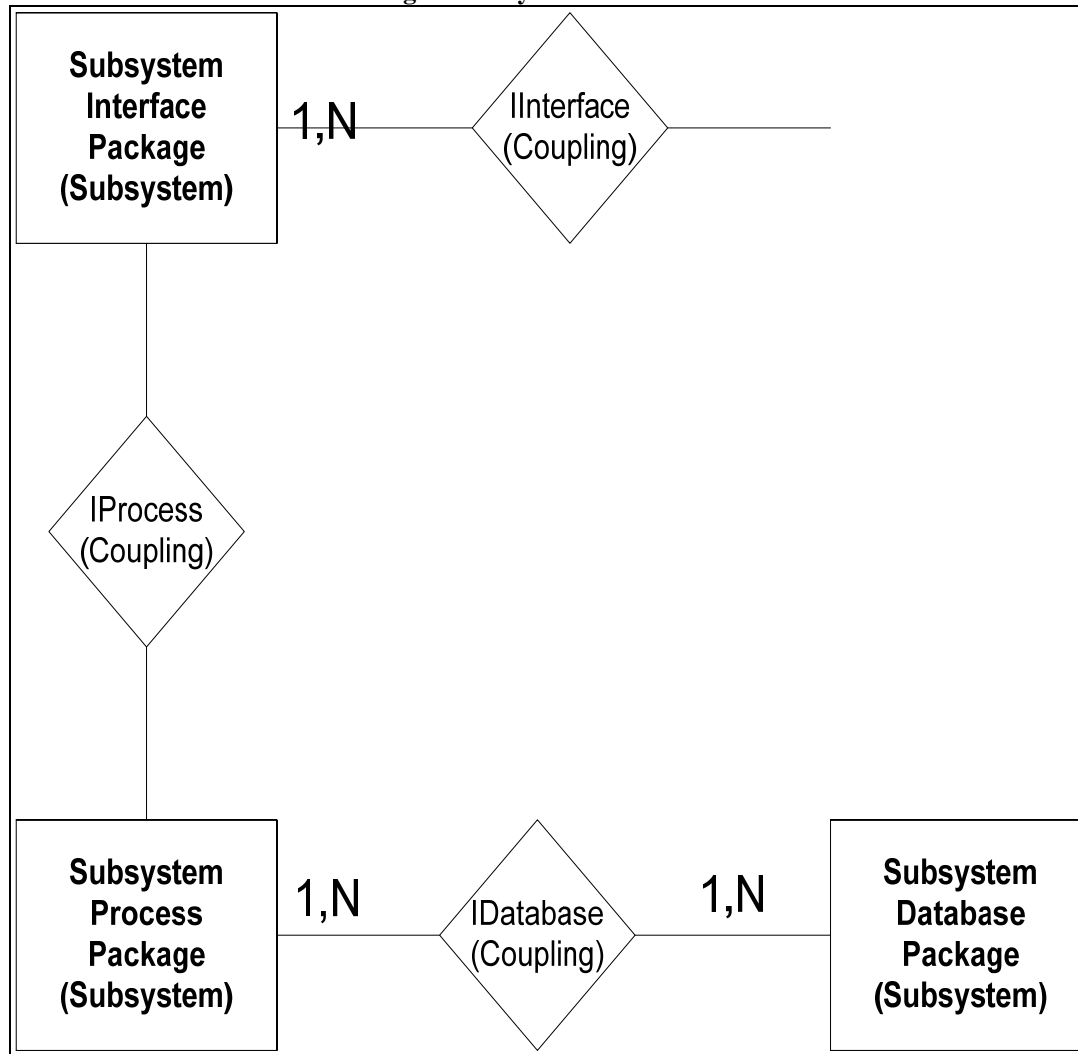 Subsystem
Interface
Package
(Subsystem)
1,N
IInterface
(Coupling)
IProcess
(Coupling)
Subsystem
Process
Package
(Subsystem)
1,N
IDatabase
(Coupling)
1,N
Subsystem
Database
Package
(Subsystem)